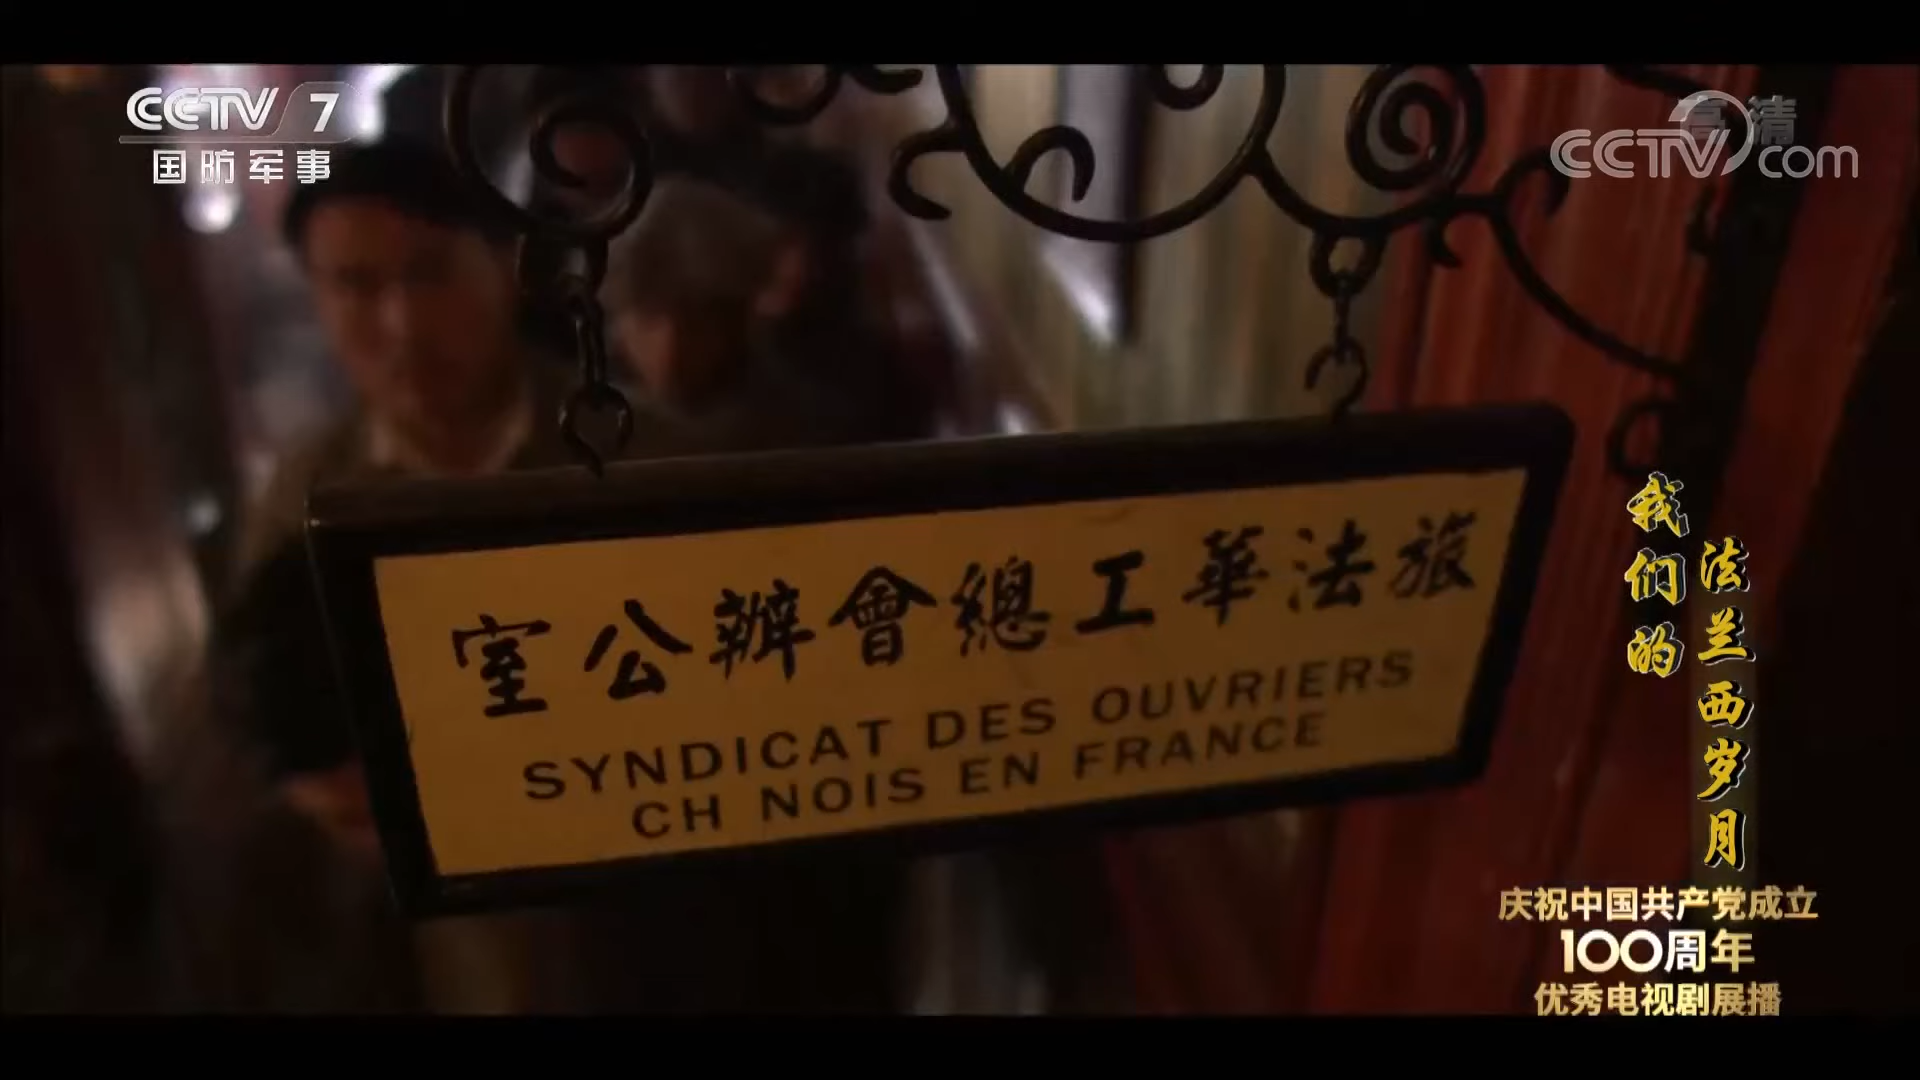 CCTV 7
国防军事
高清
CCTV com
旅法華工總會辦公室
SYNDICAT DES OUVRIERS
CH NOIS EN FRANCE
我们的
法兰西岁月
庆祝中国共产党成立
100周年
优秀电视剧展播